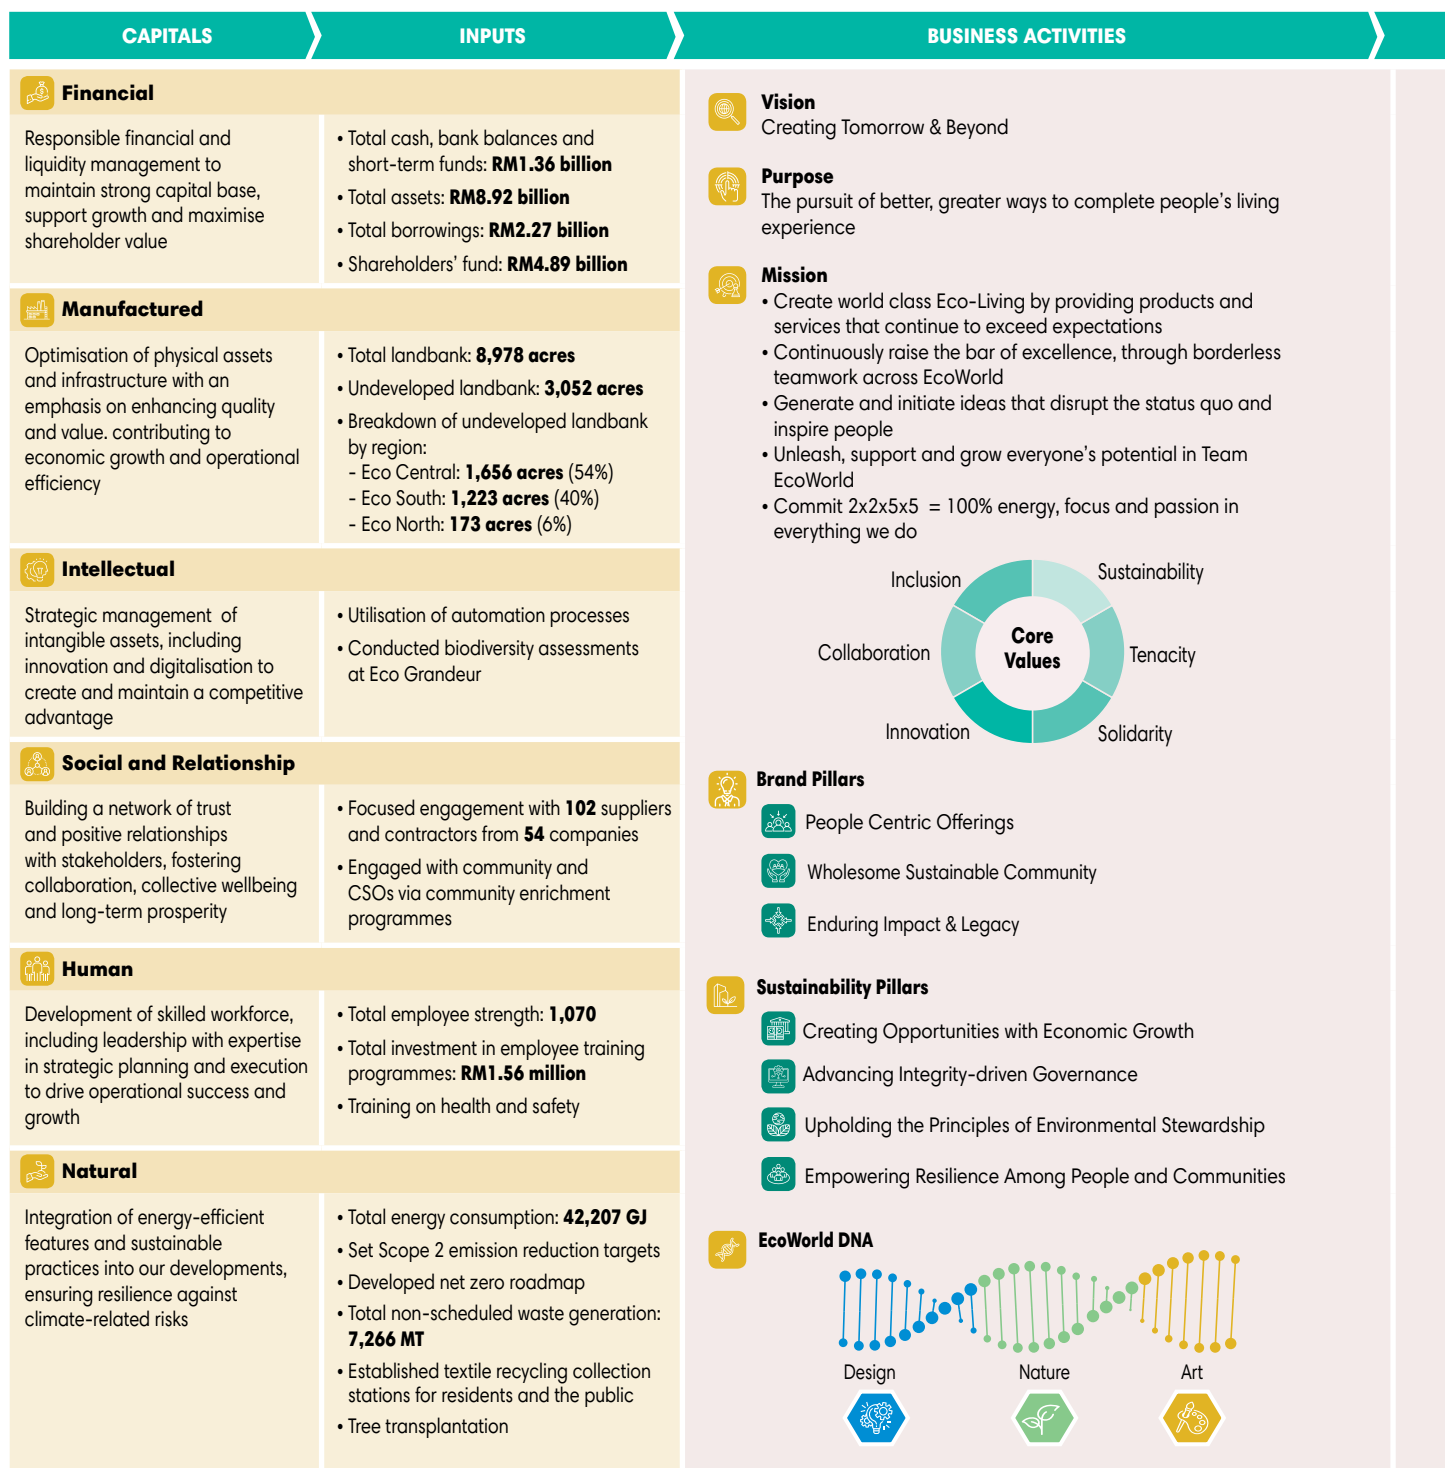 CAPITALS
INPUTS
BUSINESS ACTIVITIES
Financial
Responsible financial and
liquidity management to
maintain strong capital base,
support growth and maximise
shareholder value
• Total cash, bank balances and
short-term funds: RM1.36 billion
• Total assets: RM8.92 billion
• Total borrowings: RM2.27 billion
• Shareholders' fund: RM4.89 billion
Manufactured
Optimisation of physical assets
and infrastructure with an
emphasis on enhancing quality
and value. contributing to
economic growth and operational
efficiency
• Total landbank: 8,978 acres
• Undeveloped landbank: 3,052 acres
• Breakdown of undeveloped landbank
by region:
- Eco Central: 1,656 acres (54%)
- Eco South: 1,223 acres (40%)
- Eco North: 173 acres (6%)
Intellectual
Strategic management of
intangible assets, including
innovation and digitalisation to
create and maintain a competitive
advantage
• Utilisation of automation processes
• Conducted biodiversity assessments
at Eco Grandeur
Social and Relationship
Building a network of trust
and positive relationships
with stakeholders, fostering
collaboration, collective wellbeing
and long-term prosperity
• Focused engagement with 102 suppliers
and contractors from 54 companies
• Engaged with community and
CSOs via community enrichment
programmes
Human
Development of skilled workforce,
including leadership with expertise
in strategic planning and execution
to drive operational success and
growth
• Total employee strength: 1,070
• Total investment in employee training
programmes: RM1.56 million
• Training on health and safety
Natural
Integration of energy-efficient
features and sustainable
practices into our developments,
ensuring resilience against
climate-related risks
• Total energy consumption: 42,207 GJ
• Set Scope 2 emission reduction targets
• Developed net zero roadmap
• Total non-scheduled waste generation:
7,266 MT
• Established textile recycling collection
stations for residents and the public
• Tree transplantation
Vision
Creating Tomorrow & Beyond
Purpose
The pursuit of better, greater ways to complete people's living
experience
Mission
• Create world class Eco-Living by providing products and
services that continue to exceed expectations
• Continuously raise the bar of excellence, through borderless
teamwork across EcoWorld
• Generate and initiate ideas that disrupt the status quo and
inspire people
• Unleash, support and grow everyone's potential in Team
EcoWorld
• Commit 2x2x5x5 = 100% energy, focus and passion in
everything we do
Inclusion
Sustainability
Collaboration
Core
Values
Tenacity
Innovation
Solidarity
Brand Pillars
People Centric Offerings
Wholesome Sustainable Community
Enduring Impact & Legacy
Sustainability Pillars
Creating Opportunities with Economic Growth
Advancing Integrity-driven Governance
Upholding the Principles of Environmental Stewardship
Empowering Resilience Among People and Communities
EcoWorld DNA
Design
Nature
Art